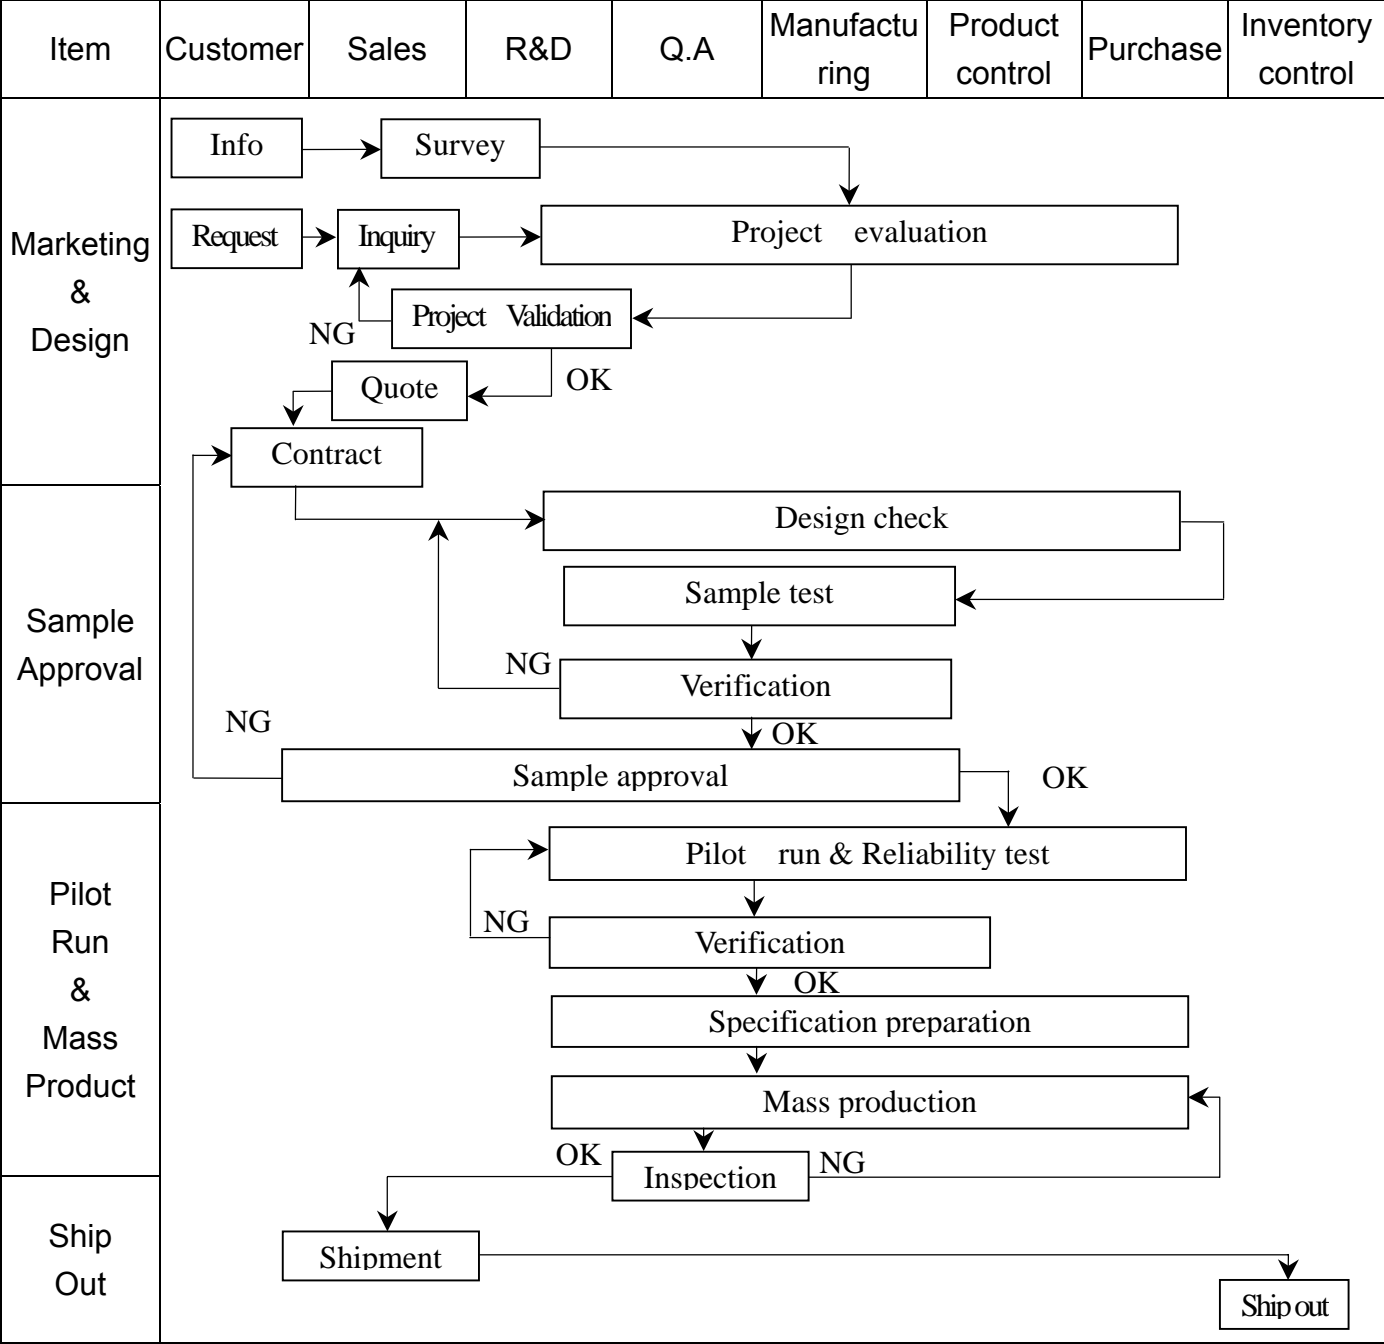 Item
Customer
Sales
R&D
Q.A
Manufactu
ring
Product
control
Purchase
Inventory
control
Marketing
&
Design
Info
Survey
Request
Inquiry
Project evaluation
Project Validation
NG
OK
Quote
Contract
Sample
Approval
Design check
Sample test
NG
Verification
NG
OK
Sample approval
OK
Pilot
Run
&
Mass
Product
Pilot run & Reliability test
NG
Verification
OK
Specification preparation
Mass production
OK
NG
Inspection
Ship
Out
Shipment
Ship out